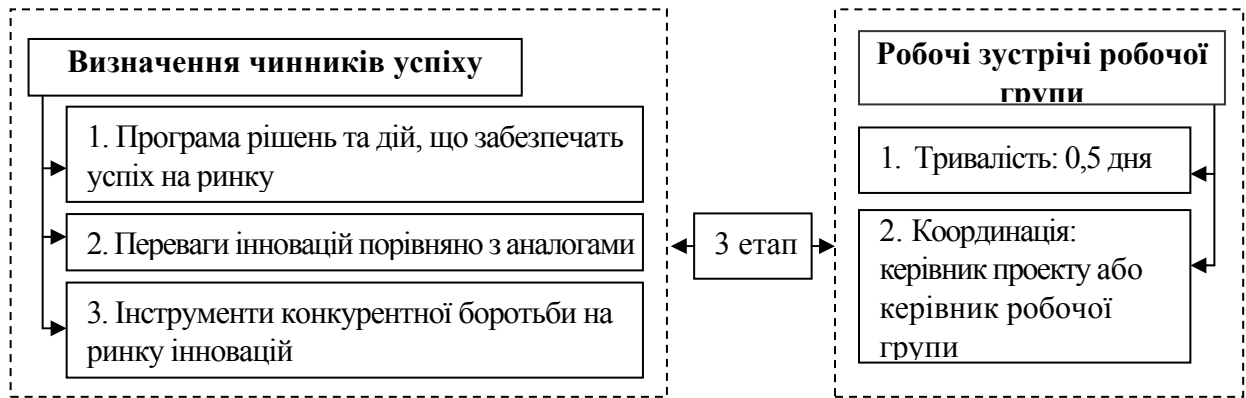 Визначення чинників успіху
1. Програма рішень та дій, що забезпечать
успіх на ринку
2. Переваги інновацій порівняно з аналогами
3. Інструменти конкурентної боротьби на
ринку інновацій
3 етап
Робочі зустрічі робочої
групи
1. Тривалість: 0,5 дня
2. Координація:
керівник проекту або
керівник робочої
групи